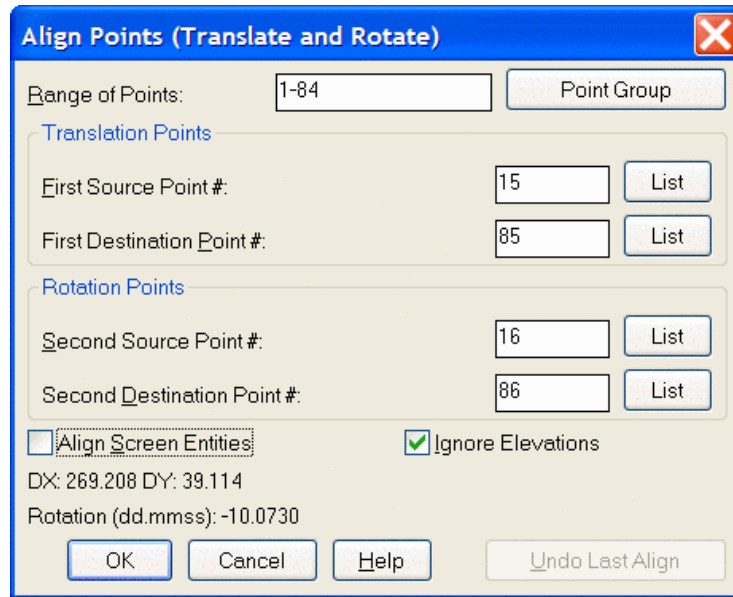 Align Points (Translate and Rotate)
Range of Points: 1-84 Point Group
Translation Points
First Source Point #: 15 List
First Destination Point #: 85 List
Rotation Points
Second Source Point #: 16 List
Second Destination Point #: 86 List
Align Screen Entities Ignore Elevations
DX: 269.208 DY: 39.114
Rotation (dd.mmss): -10.0730
OK Cancel Help Undo Last Align